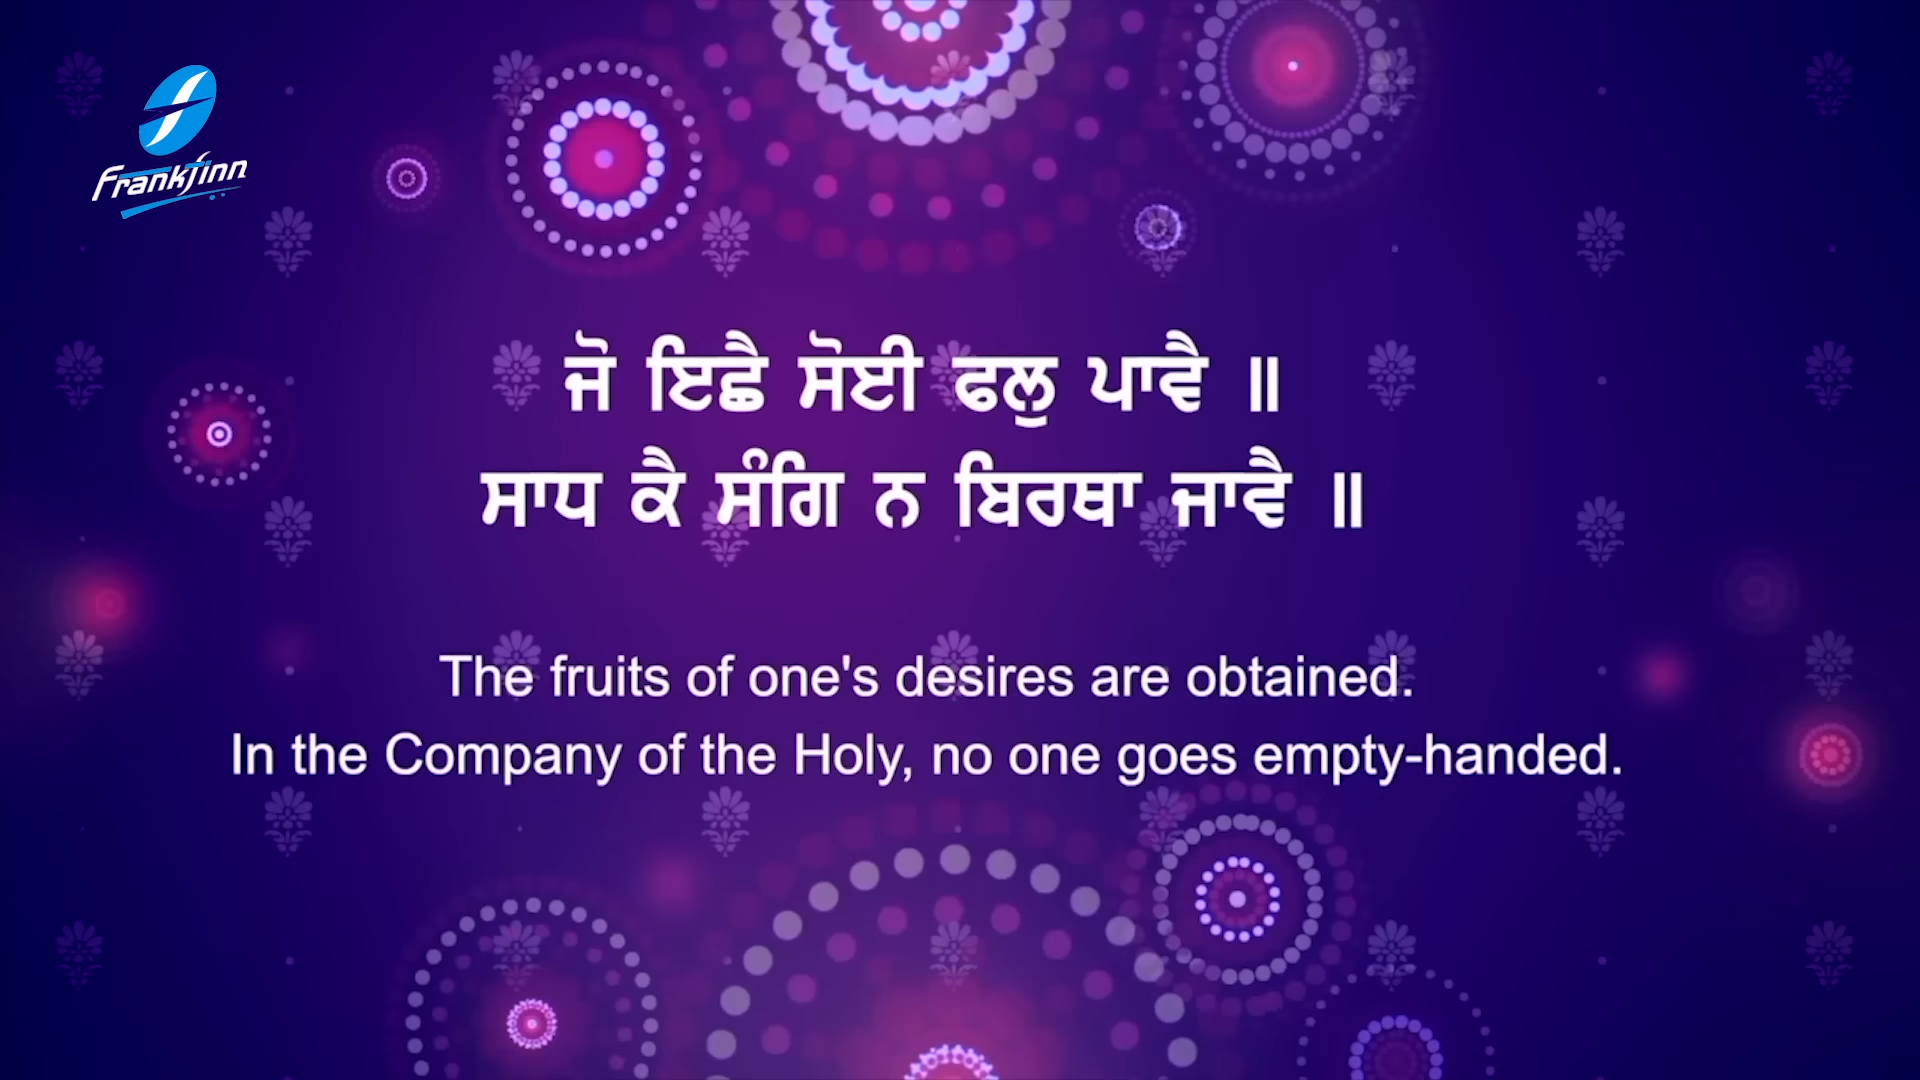 Frankfinn
ਜੋ ਇਛੈ ਸੋਈ ਫਲੁ ਪਾਵੈ ॥
ਸਾਧ ਕੈ ਸੰਗਿ ਨ ਬਿਰਥਾ ਜਾਵੈ ॥
The fruits of one's desires are obtained.
In the Company of the Holy, no one goes empty-handed.